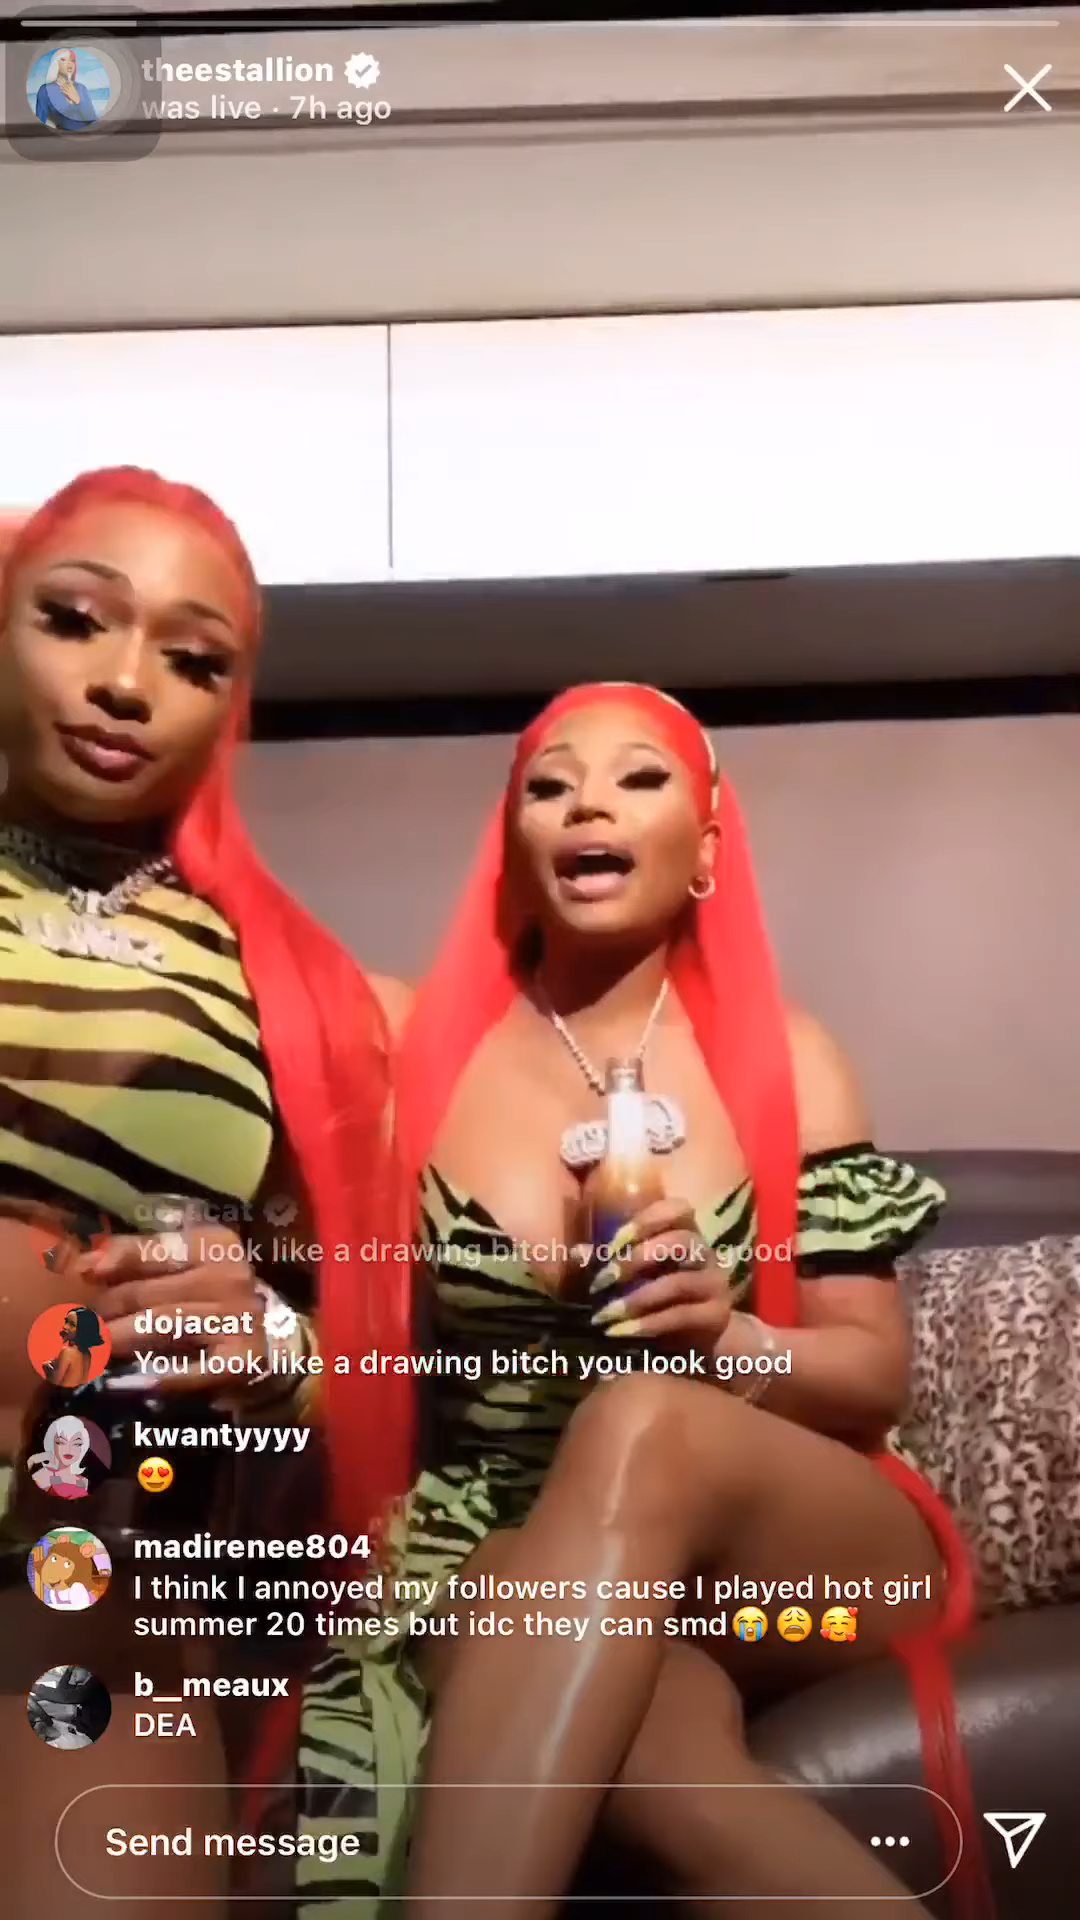 theestallion
was live · 7h ago
dojacat
You look like a drawing bitch you look good
dojacat
You look like a drawing bitch you look good
kwantyyyy
😍
madirenee804
I think I annoyed my followers cause I played hot girl
summer 20 times but idc they can smd😭😩🥰
b__meaux
DEA
Send message